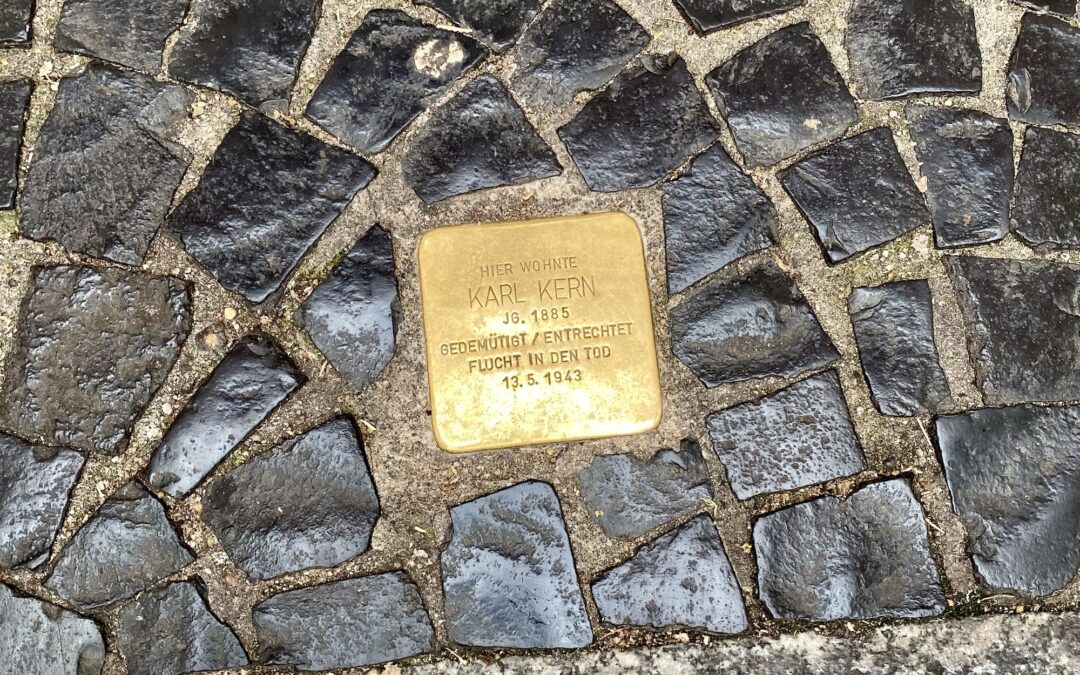 HIER WOHNTE
KARL KERN
JG. 1885
GEDEMÜTIGT / ENTRECHTET
FLUCHT IN DEN TOD
13.5.1943